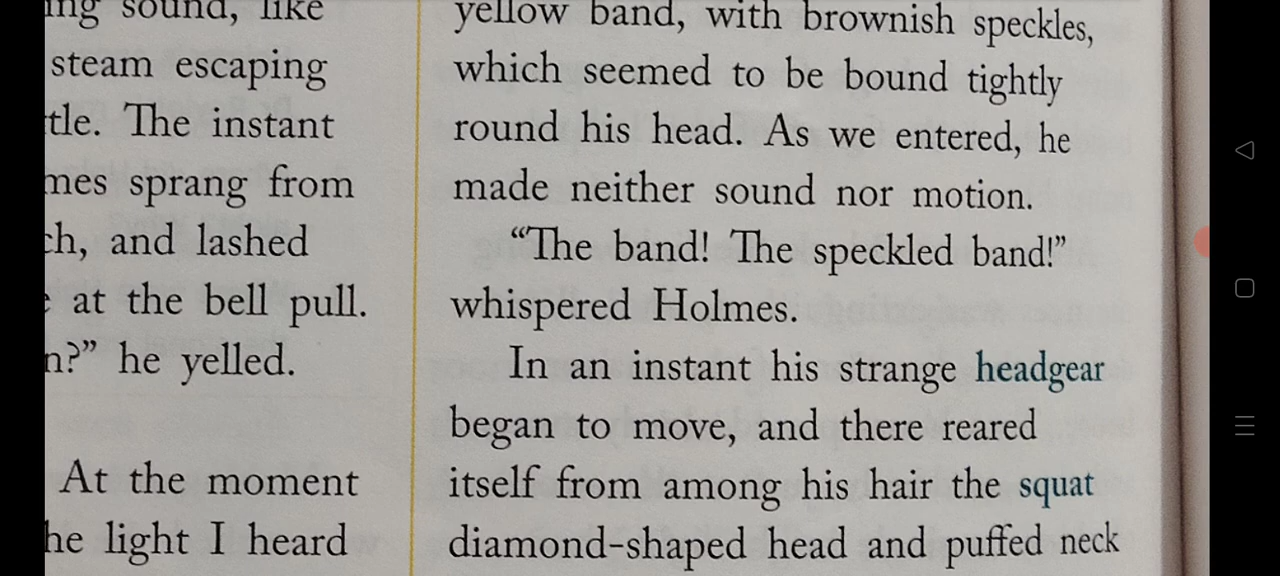 sound, like
steam escaping
The instant
sprang from
and lashed
at the bell pull.
he yelled.
At the moment
light I heard
yellow band, with brownish speckles,
which seemed to be bound tightly
round his head. As we entered, he
made neither sound nor motion.
“The band! The speckled band!”
whispered Holmes.
In an instant his strange headgear
began to move, and there reared
itself from among his hair the squat
diamond-shaped head and puffed neck